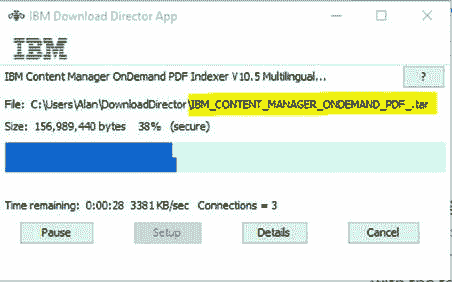 IBM Download Director App
IBM
IBM Content Manager OnDemand PDF Indexer V10.5 Multilingual...
?
File: C:\Users\Alan\DownloadDirector\IBM_CONTENT_MANAGER_ONDEMAND_PDF_.tar
Size: 156,989,440 bytes 38% (secure)
Time remaining: 0:00:28 3381 KB/sec Connections = 3
Pause Setup Details Cancel